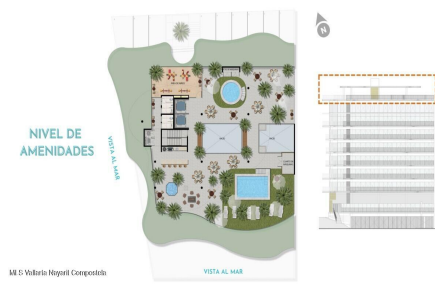 N
NIVEL DE
AMENIDADES
VISTA AL MAR
MLS Vallarta Nayarit Compostela
VISTA AL MAR